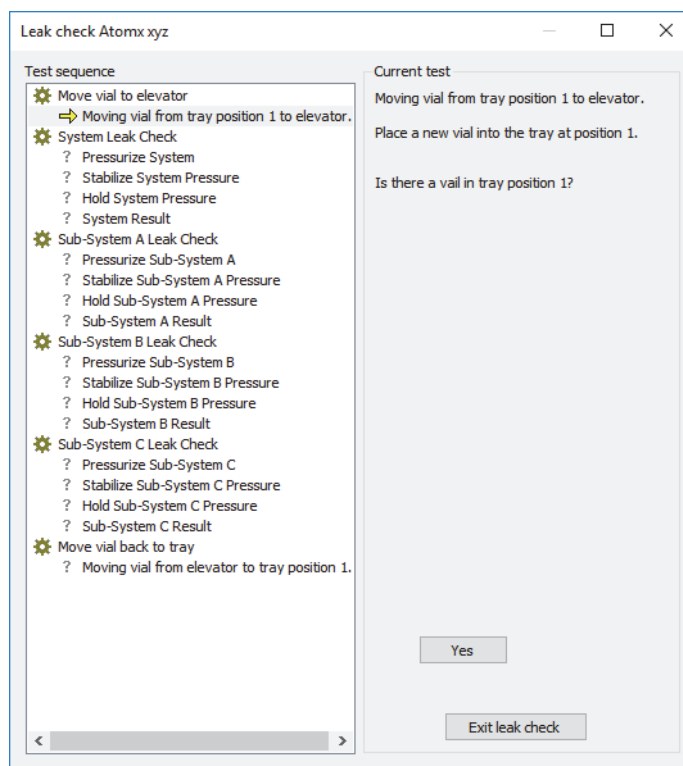 Leak check Atomx xyz
Test sequence
Move vial to elevator
Moving vial from tray position 1 to elevator.
System Leak Check
? Pressurize System
? Stabilize System Pressure
? Hold System Pressure
? System Result
Sub-System A Leak Check
? Pressurize Sub-System A
? Stabilize Sub-System A Pressure
? Hold Sub-System A Pressure
? Sub-System A Result
Sub-System B Leak Check
? Pressurize Sub-System B
? Stabilize Sub-System B Pressure
? Hold Sub-System B Pressure
? Sub-System B Result
Sub-System C Leak Check
? Pressurize Sub-System C
? Stabilize Sub-System C Pressure
? Hold Sub-System C Pressure
? Sub-System C Result
Move vial back to tray
? Moving vial from elevator to tray position 1.
Current test
Moving vial from tray position 1 to elevator.
Place a new vial into the tray at position 1.
Is there a vail in tray position 1?
Yes
Exit leak check